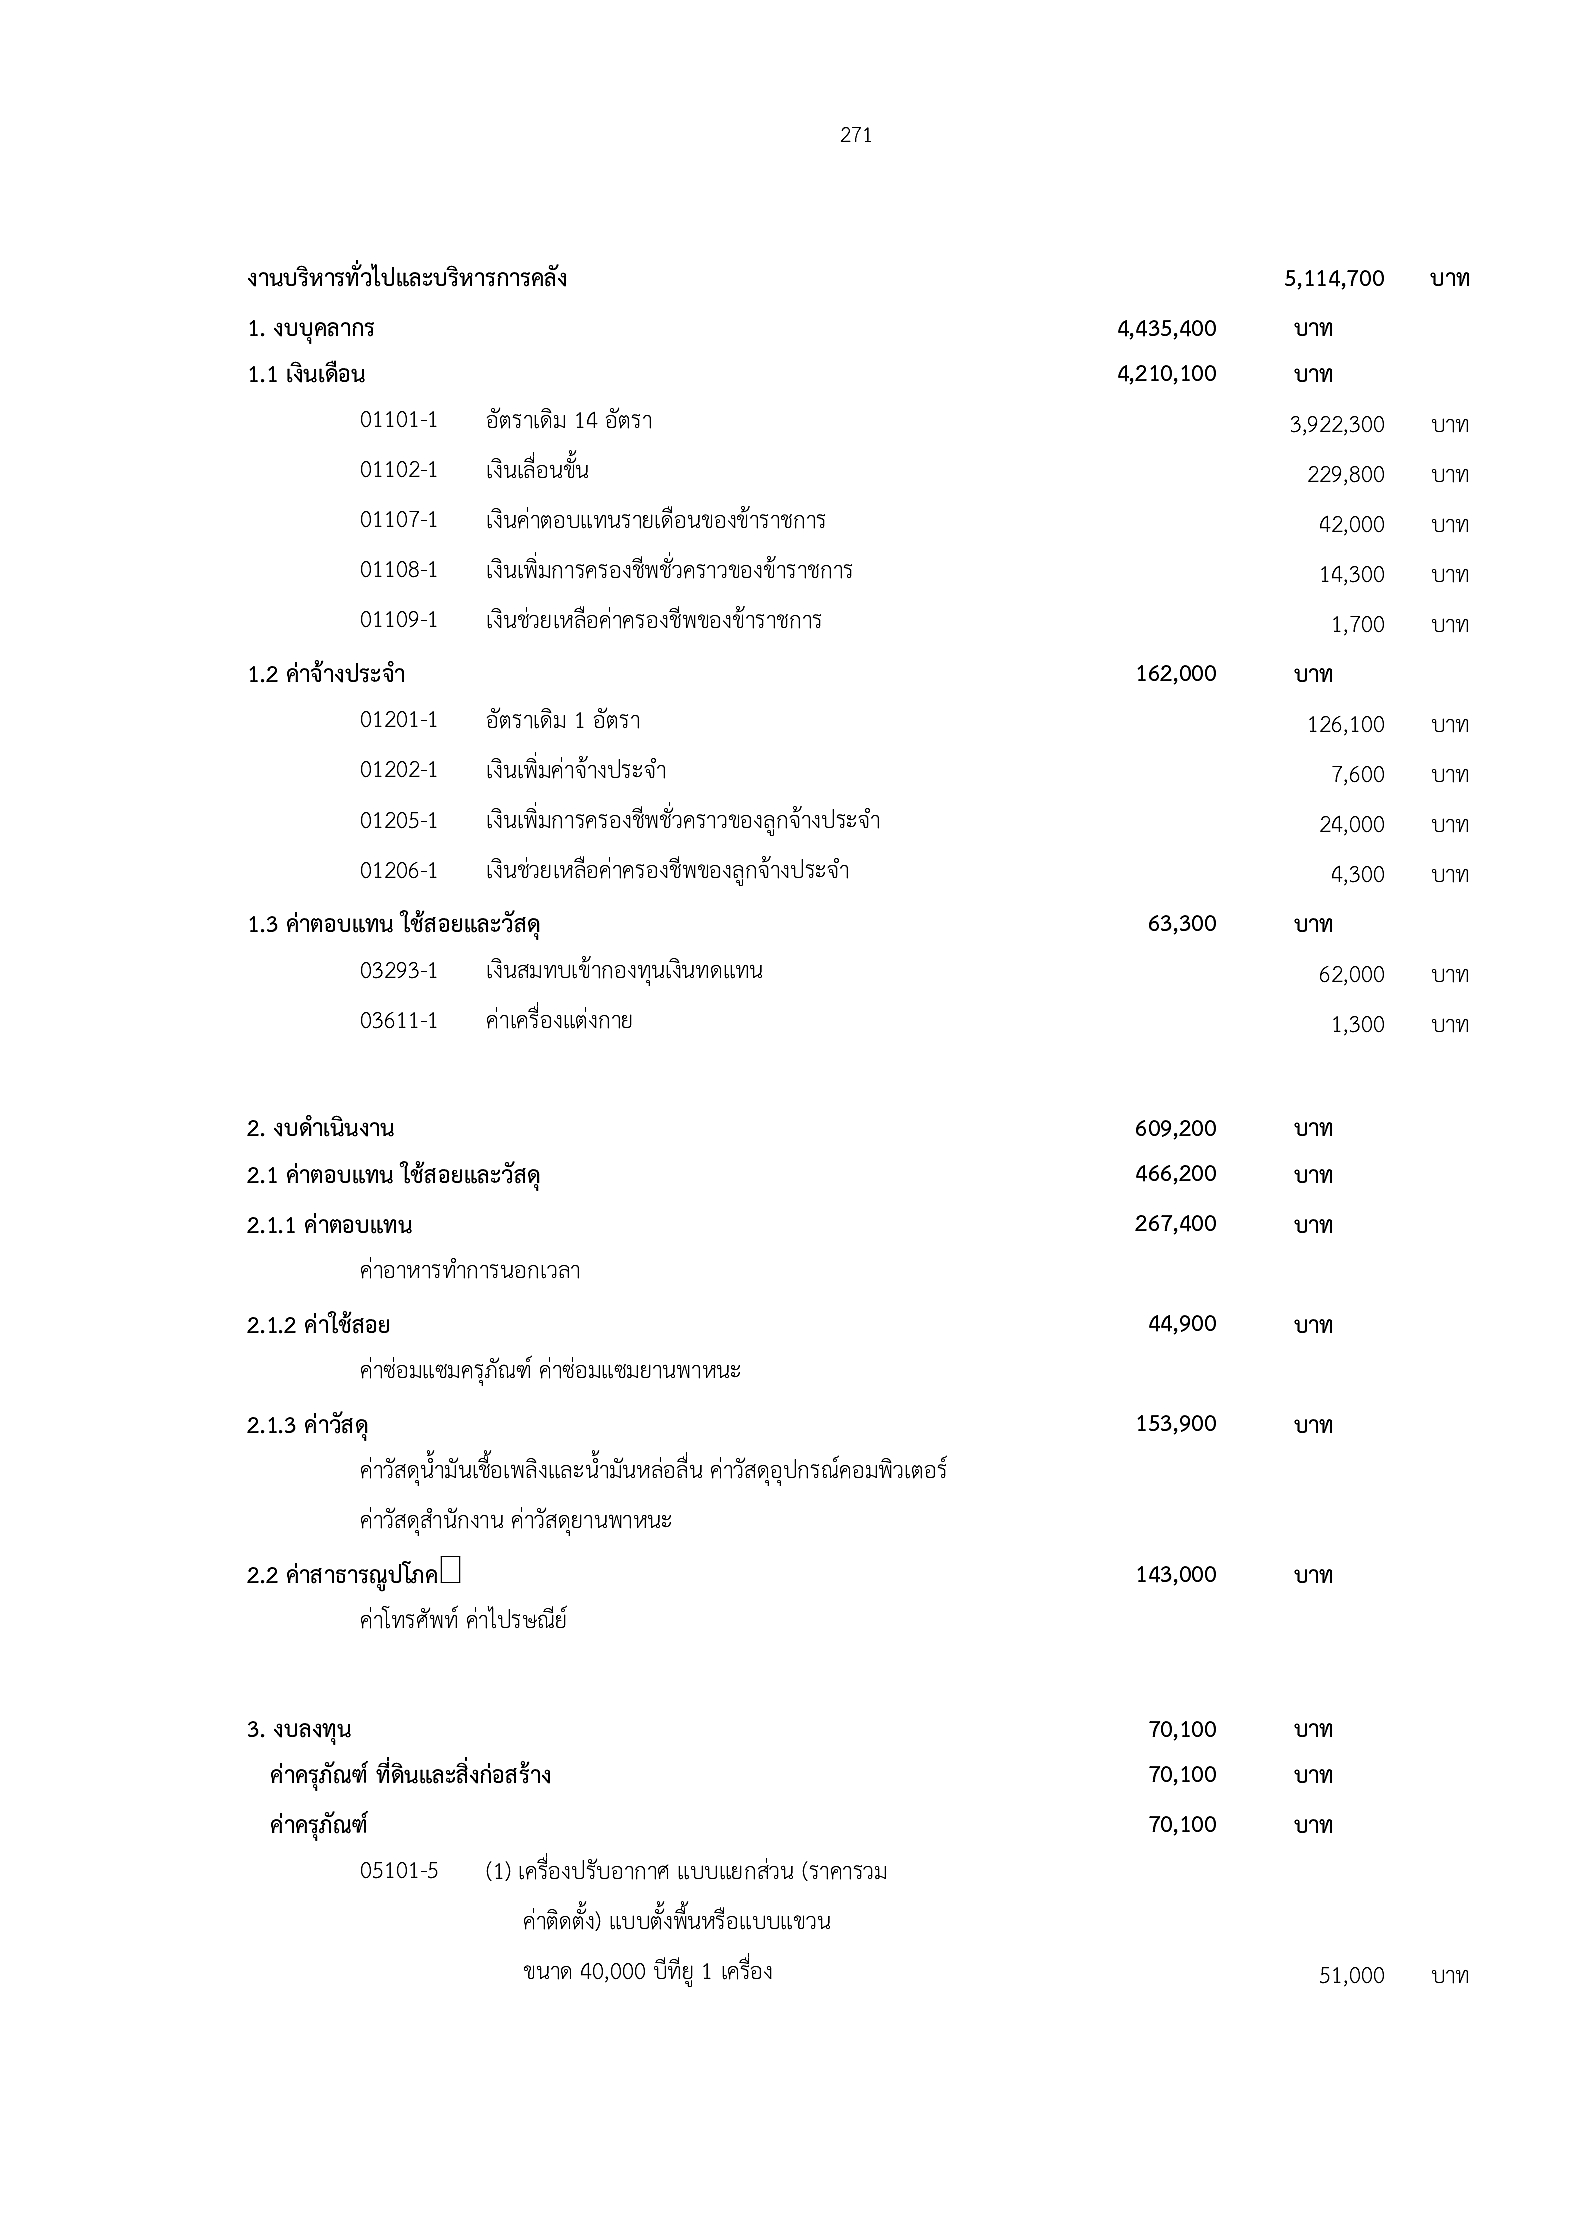 271
งานบริหารทั่วไปและบริหารการคลัง 5,114,700 บาท
1. งบบุคลากร 4,435,400 บาท
1.1 เงินเดือน 4,210,100 บาท
01101-1 อัตราเดิม 14 อัตรา 3,922,300 บาท
01102-1 เงินเลื่อนขั้น 229,800 บาท
01107-1 เงินค่าตอบแทนรายเดือนของข้าราชการ 42,000 บาท
01108-1 เงินเพิ่มการครองชีพชั่วคราวของข้าราชการ 14,300 บาท
01109-1 เงินช่วยเหลือค่าครองชีพของข้าราชการ 1,700 บาท
1.2 ค่าจ้างประจำ 162,000 บาท
01201-1 อัตราเดิม 1 อัตรา 126,100 บาท
01202-1 เงินเพิ่มค่าจ้างประจำ 7,600 บาท
01205-1 เงินเพิ่มการครองชีพชั่วคราวของลูกจ้างประจำ 24,000 บาท
01206-1 เงินช่วยเหลือค่าครองชีพของลูกจ้างประจำ 4,300 บาท
1.3 ค่าตอบแทน ใช้สอยและวัสดุ 63,300 บาท
03293-1 เงินสมทบเข้ากองทุนเงินทดแทน 62,000 บาท
03611-1 ค่าเครื่องแต่งกาย 1,300 บาท
2. งบดำเนินงาน 609,200 บาท
2.1 ค่าตอบแทน ใช้สอยและวัสดุ 466,200 บาท
2.1.1 ค่าตอบแทน 267,400 บาท
ค่าอาหารทำการนอกเวลา
2.1.2 ค่าใช้สอย 44,900 บาท
ค่าซ่อมแซมครุภัณฑ์ ค่าซ่อมแซมยานพาหนะ
2.1.3 ค่าวัสดุ 153,900 บาท
ค่าวัสดุน้ำมันเชื้อเพลิงและน้ำมันหล่อลื่น ค่าวัสดุอุปกรณ์คอมพิวเตอร์
ค่าวัสดุสำนักงาน ค่าวัสดุยานพาหนะ
2.2 ค่าสาธารณูปโภค 143,000 บาท
ค่าโทรศัพท์ ค่าไปรษณีย์
3. งบลงทุน 70,100 บาท
ค่าครุภัณฑ์ ที่ดินและสิ่งก่อสร้าง 70,100 บาท
ค่าครุภัณฑ์ 70,100 บาท
05101-5 (1) เครื่องปรับอากาศ แบบแยกส่วน (ราคารวม
ค่าติดตั้ง) แบบตั้งพื้นหรือแบบแขวน
ขนาด 40,000 บีทียู 1 เครื่อง 51,000 บาท